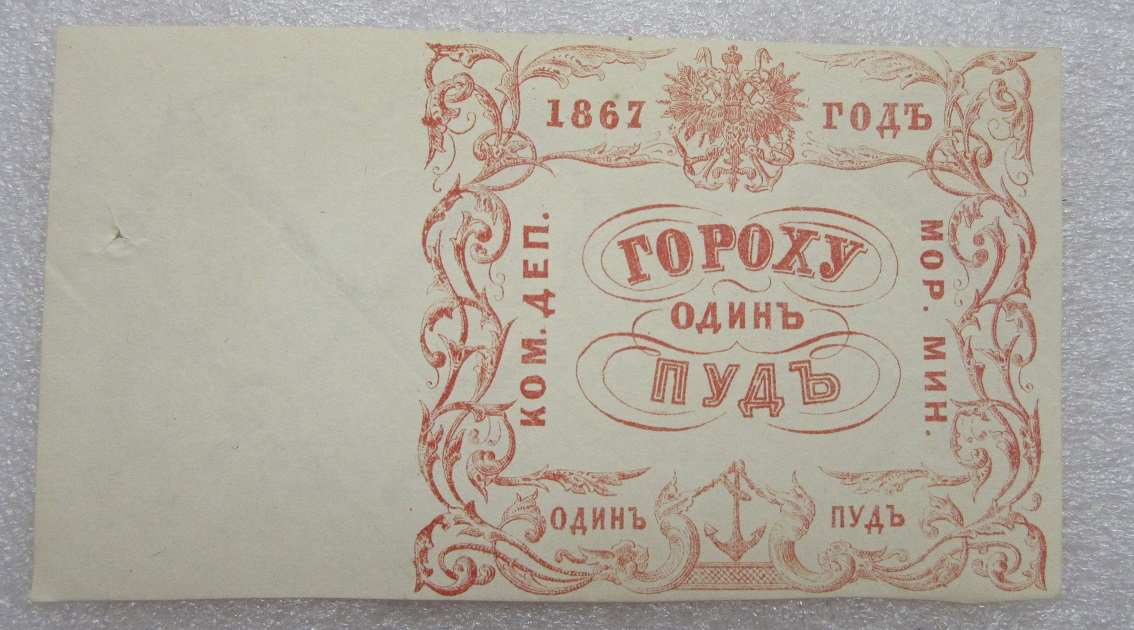 1867 ГОДЪ
КОМ. ДЕП.
ГОРОХУ
ОДИНЪ
ПУДЪ
МОР. МИН.
ОДИНЪ ПУДЪ